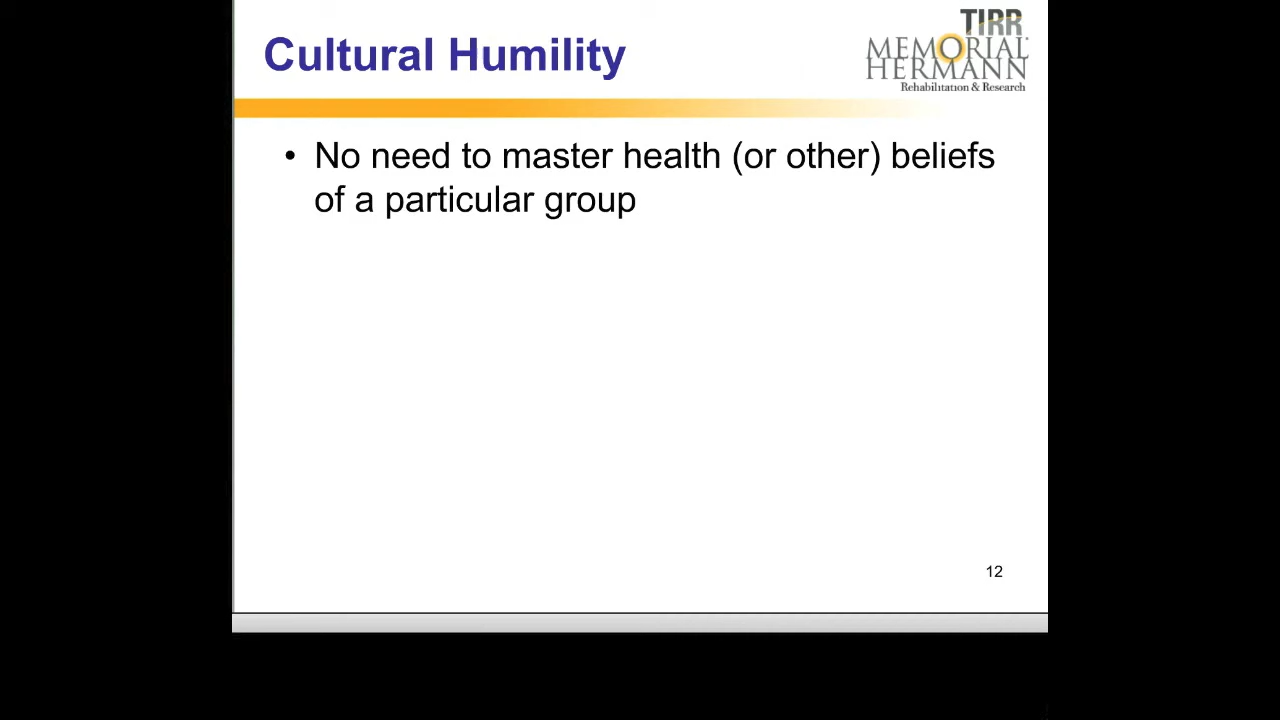 Cultural Humility
TIRR
MEMORIAL
HERMANN
Rehabilitation & Research
• No need to master health (or other) beliefs
of a particular group
12